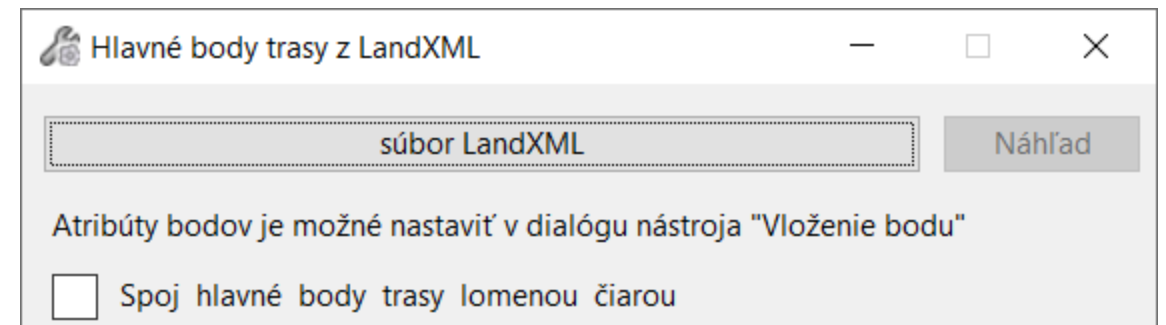 Hlavné body trasy z LandXML
súbor LandXML Náhľad
Atribúty bodov je možné nastaviť v dialógu nástroja "Vloženie bodu"
Spoj hlavné body trasy lomenou čiarou